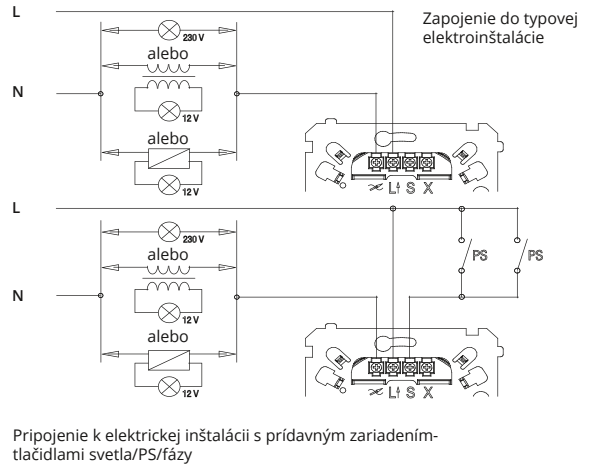 L
Zapojenie do typovej
elektroinštalácie
230 V
alebo
N
12 V
alebo
12 V
L↑ S X
L
230 V
alebo
PS PS
N
12 V
alebo
12 V
L↑ S X
Pripojenie k elektrickej inštalácii s prídavným zariadením-
tlačidlami svetla/PS/fázy